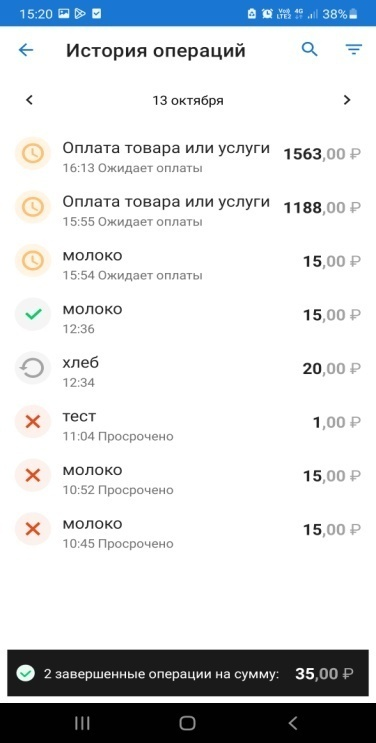 15:20 VoLTE2 4G 38%
История операций
13 октября
Оплата товара или услуги 1563,00 ₽
16:13 Ожидает оплаты
Оплата товара или услуги 1188,00 ₽
15:55 Ожидает оплаты
молоко 15,00 ₽
15:54 Ожидает оплаты
молоко 15,00 ₽
12:36
хлеб 20,00 ₽
12:34
тест 1,00 ₽
11:04 Просрочено
молоко 15,00 ₽
10:52 Просрочено
молоко 15,00 ₽
10:45 Просрочено
2 завершенные операции на сумму: 35,00 ₽